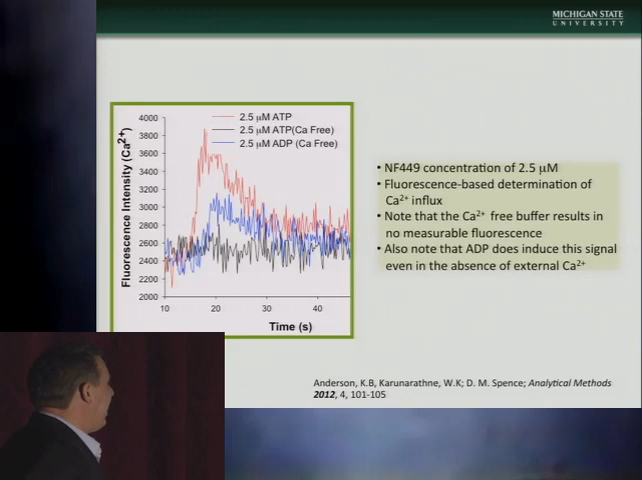 MICHIGAN STATE
UNIVERSITY
Fluorescence Intensity (Ca2+)
4000
3800
3600
3400
3200
3000
2800
2600
2400
2200
2000
2.5 μM ATP
2.5 μM ATP(Ca Free)
2.5 μM ADP (Ca Free)
10
20
30
40
Time (s)
• NF449 concentration of 2.5 μM
• Fluorescence-based determination of
Ca2+ influx
• Note that the Ca2+ free buffer results in
no measurable fluorescence
• Also note that ADP does induce this signal
even in the absence of external Ca2+
Anderson, K.B, Karunarathne, W.K; D. M. Spence; Analytical Methods
2012, 4, 101-105